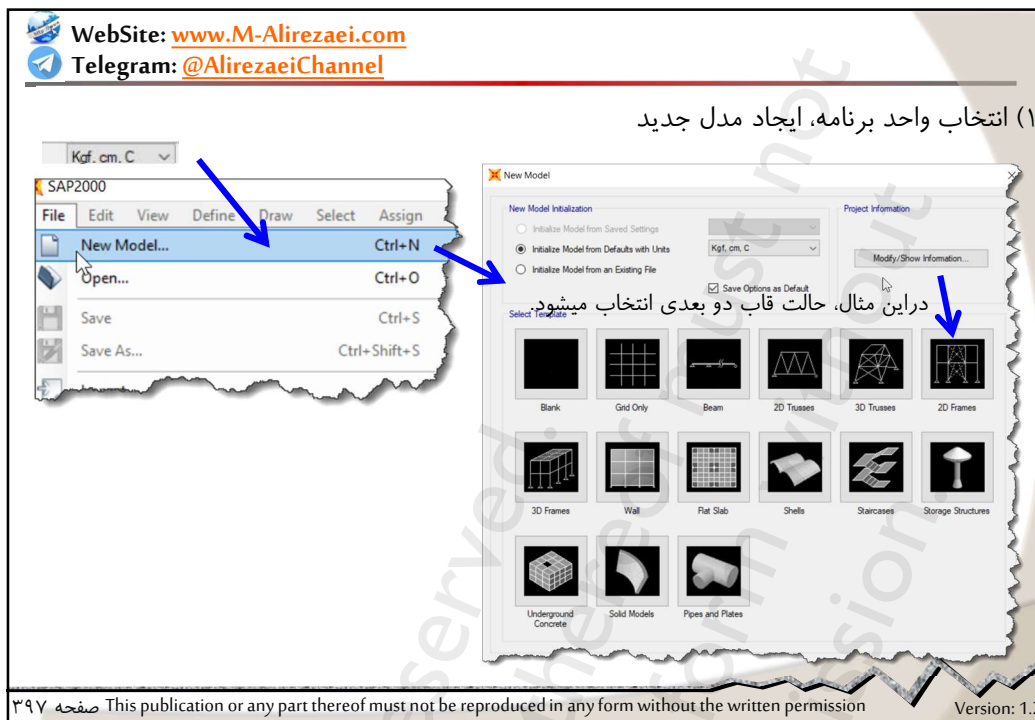 WebSite: www.M-Alirezaei.com
Telegram: @AlirezaeiChannel
۱) انتخاب واحد برنامه، ایجاد مدل جدید
Kgf, cm, C
SAP2000
File Edit View Define Draw Select Assign
New Model... Ctrl+N
Open... Ctrl+O
Save Ctrl+S
Save As... Ctrl+Shift+S
New Model
New Model Initialization
Project Information
Initialize Model from Saved Settings
Initialize Model from Defaults with Units Kgf, cm, C
Modify/Show Information...
Initialize Model from an Existing File
Save Options as Default
دراین مثال، حالت قاب دو بعدی انتخاب میشود.
Select Template
Blank Grid Only Beam 2D Trusses 3D Trusses 2D Frames
3D Frames Wall Flat Slab Shells Staircases Storage Structures
Underground Concrete Solid Models Pipes and Plates
صفحه ۳۹۷ This publication or any part thereof must not be reproduced in any form without the written permission Version: 1.